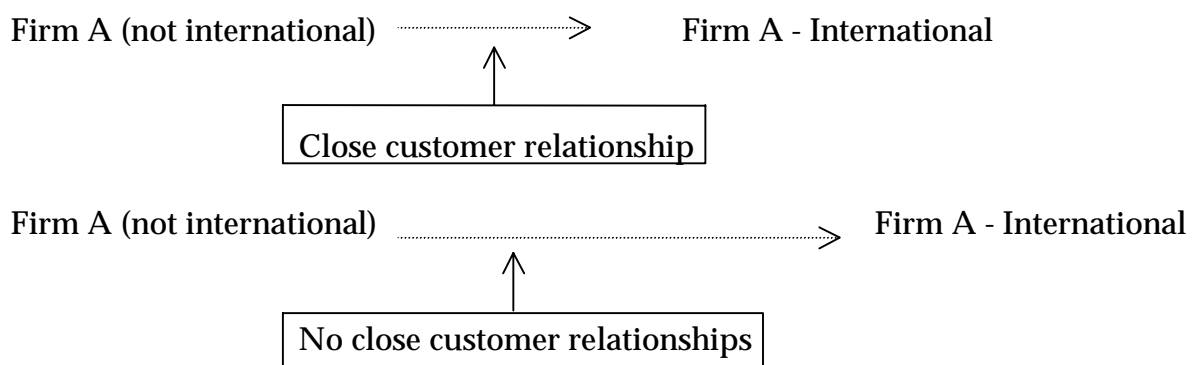 Firm A (not international) Firm A - International
Close customer relationship
Firm A (not international) Firm A - International
No close customer relationships